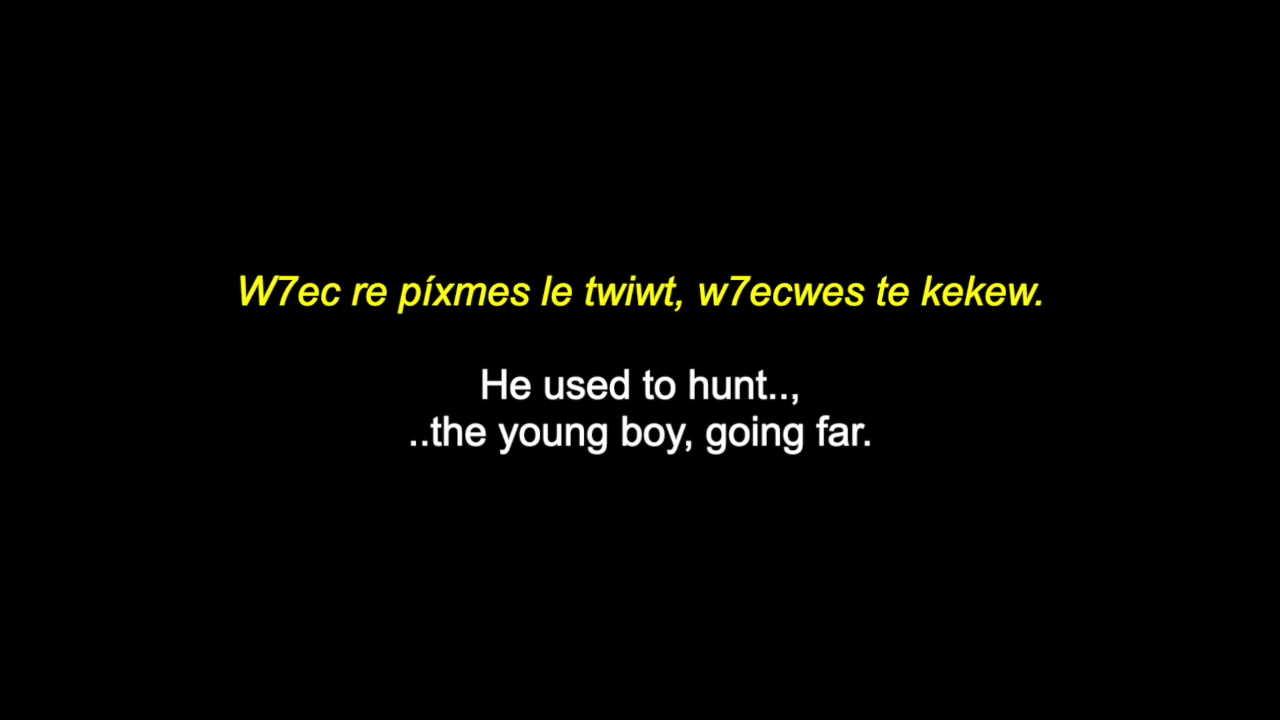 W7ec re píxmes le twiwt, w7ecwes te kekew.
He used to hunt..,
..the young boy, going far.